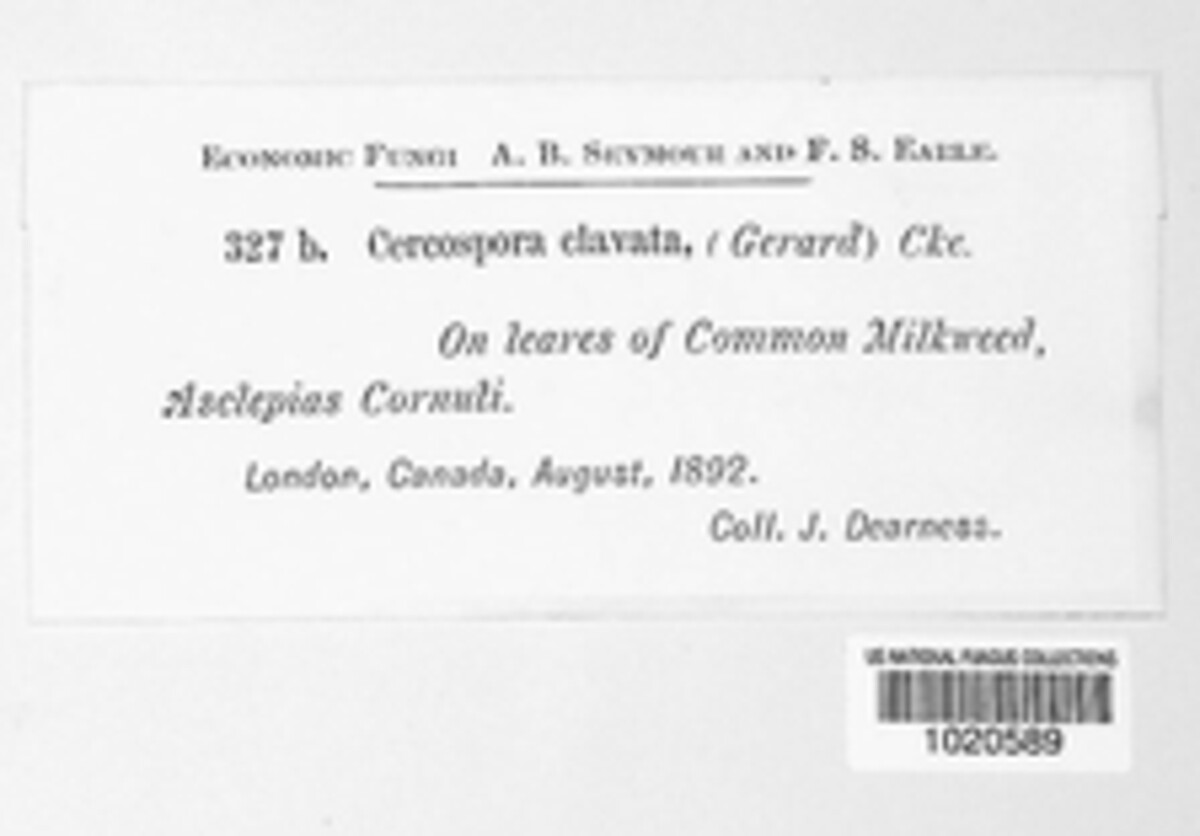 ECONOMIC FUNGI A. B. SEYMOUR AND F. S. EARLE.
327 b. Cercospora clavata, (Gerard) Cke.
On leaves of Common Milkweed,
Asclepias Cornuti.
London, Canada, August, 1892.
Coll. J. Dearness.
US NATIONAL FUNGUS COLLECTIONS
1020589